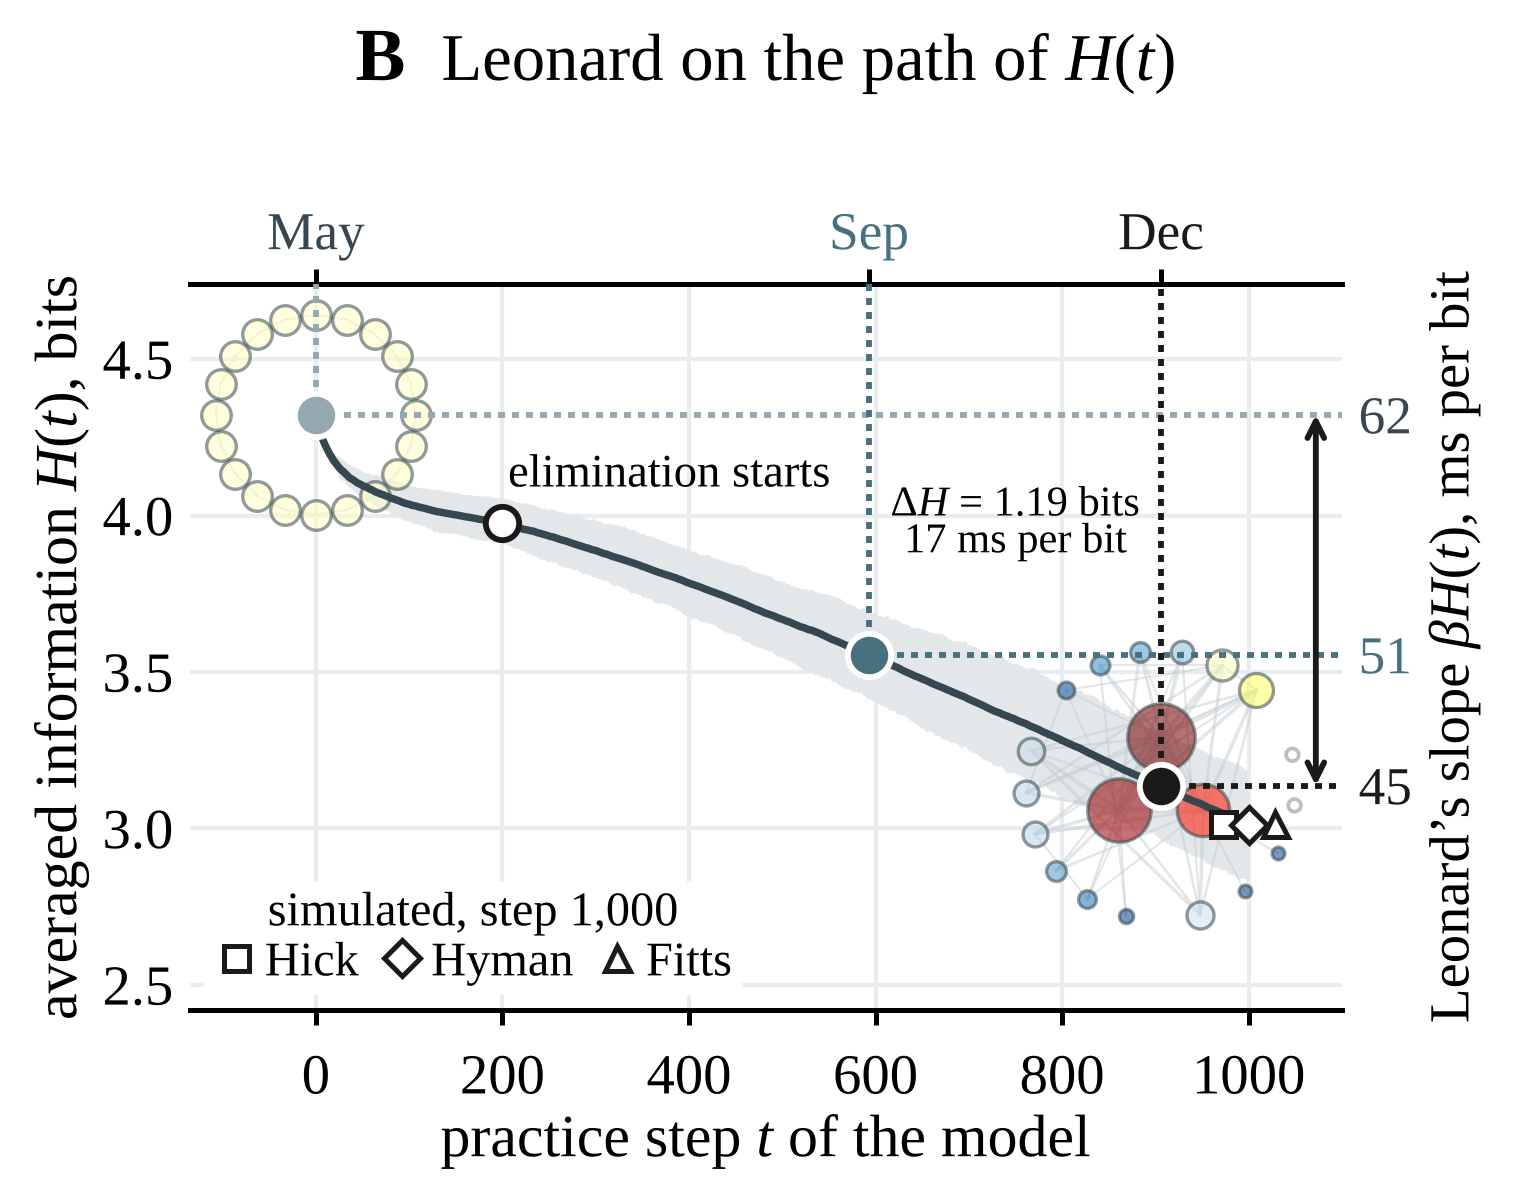 B Leonard on the path of H(t)
May Sep Dec
averaged information H(t), bits
4.5
4.0
3.5
3.0
2.5
elimination starts
ΔH = 1.19 bits
17 ms per bit
62
51
45
Leonard’s slope βH(t), ms per bit
simulated, step 1,000
Hick Hyman Fitts
0 200 400 600 800 1000
practice step t of the model